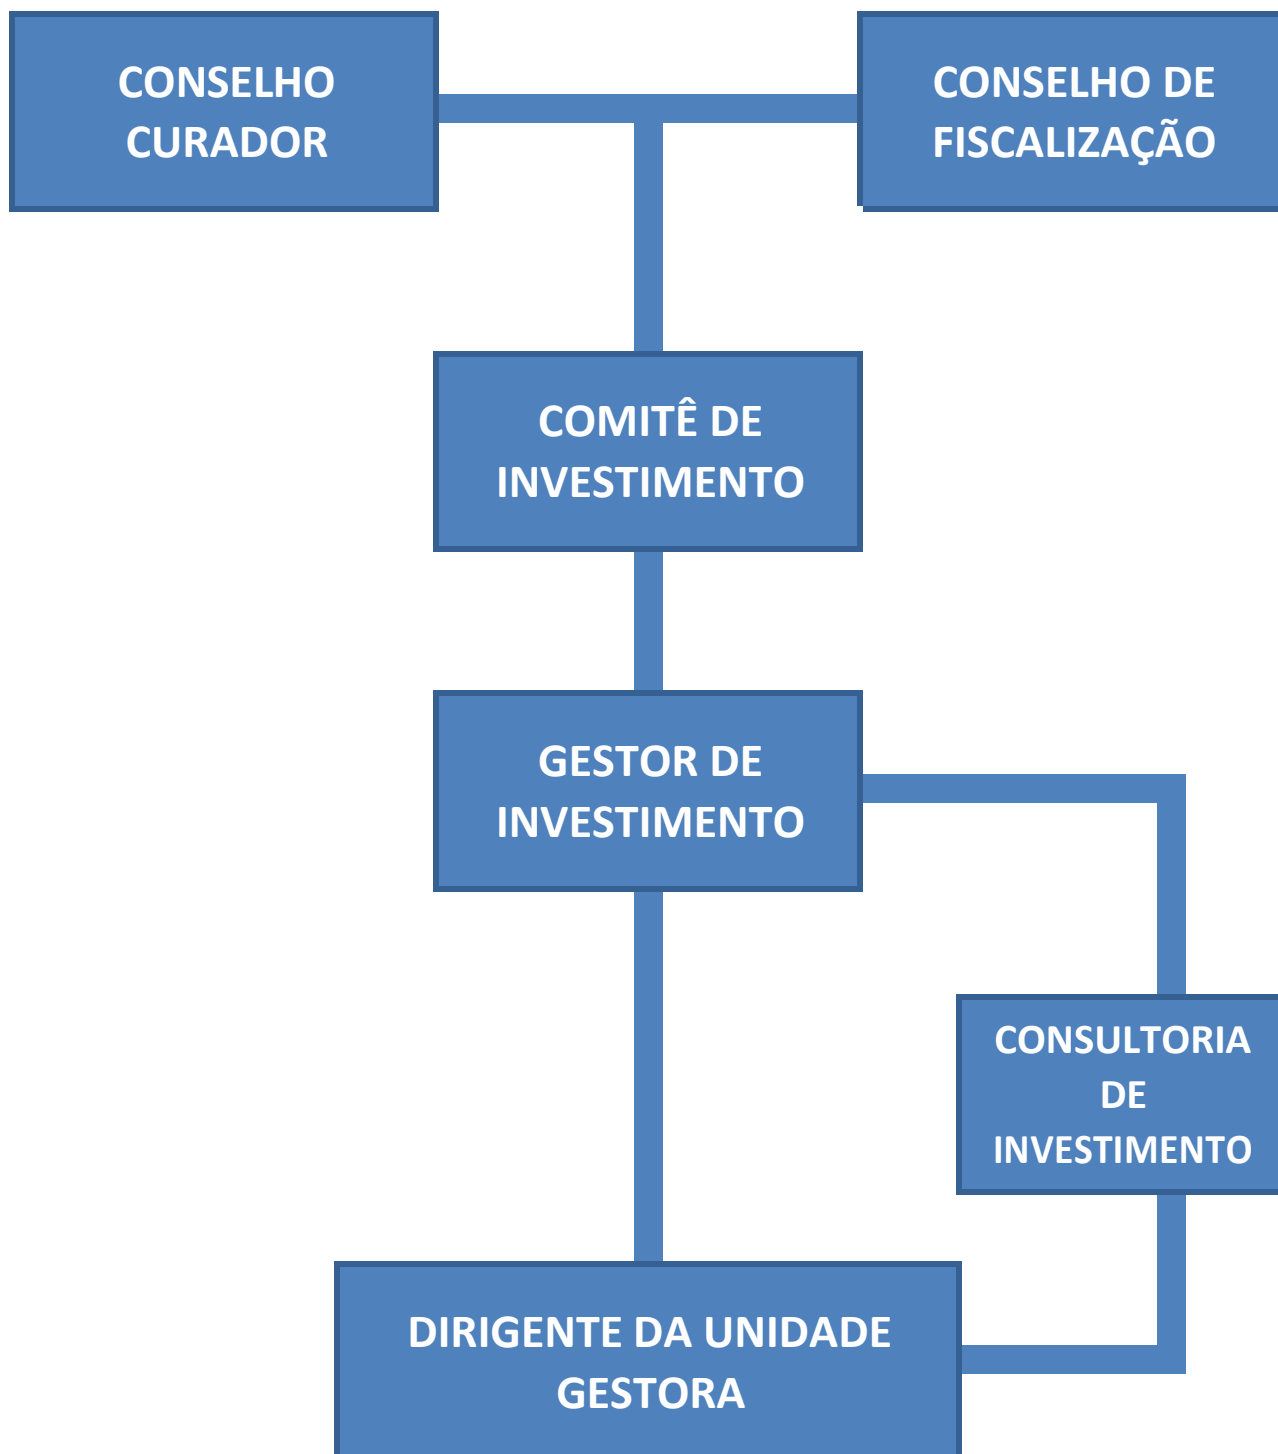 CONSELHO
CURADOR
CONSELHO DE
FISCALIZAÇÃO
COMITÊ DE
INVESTIMENTO
GESTOR DE
INVESTIMENTO
CONSULTORIA
DE
INVESTIMENTO
DIRIGENTE DA UNIDADE
GESTORA